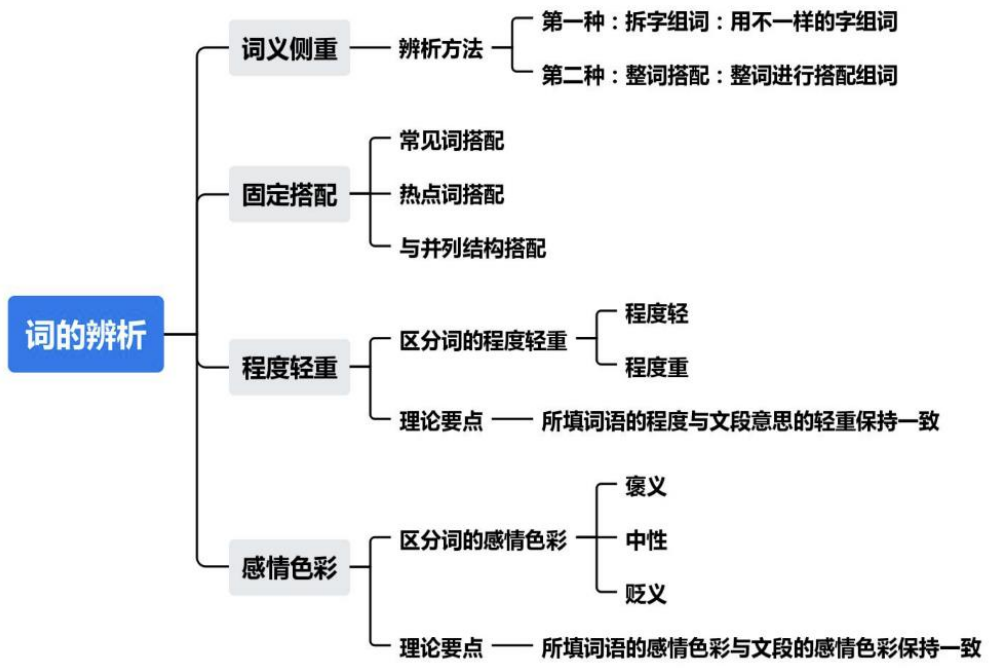 词的辨析
词义侧重
辨析方法
第一种：拆字组词：用不一样的字组词
第二种：整词搭配：整词进行搭配组词
固定搭配
常见词搭配
热点词搭配
与并列结构搭配
程度轻重
区分词的程度轻重
程度轻
程度重
理论要点
所填词语的程度与文段意思的轻重保持一致
感情色彩
区分词的感情色彩
褒义
中性
贬义
理论要点
所填词语的感情色彩与文段的感情色彩保持一致